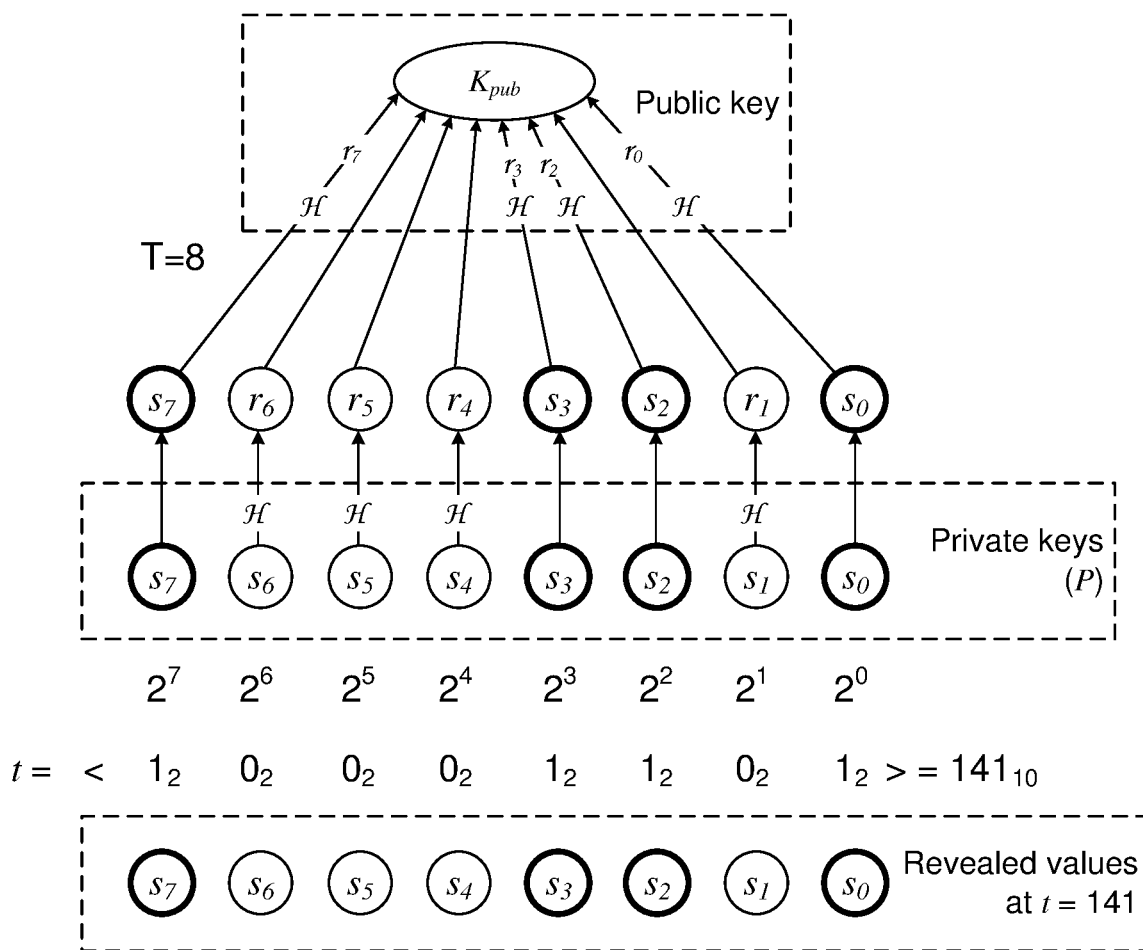 K_pub
Public key
r_7 r_3 r_2 r_0
ℋ ℋ ℋ ℋ
T=8
s_7 r_6 r_5 r_4 s_3 s_2 r_1 s_0
ℋ ℋ ℋ ℋ
Private keys
s_7 s_6 s_5 s_4 s_3 s_2 s_1 s_0
(P)
2^7 2^6 2^5 2^4 2^3 2^2 2^1 2^0
t = < 1_2 0_2 0_2 0_2 1_2 1_2 0_2 1_2 > = 141_10
Revealed values
s_7 s_6 s_5 s_4 s_3 s_2 s_1 s_0
at t = 141